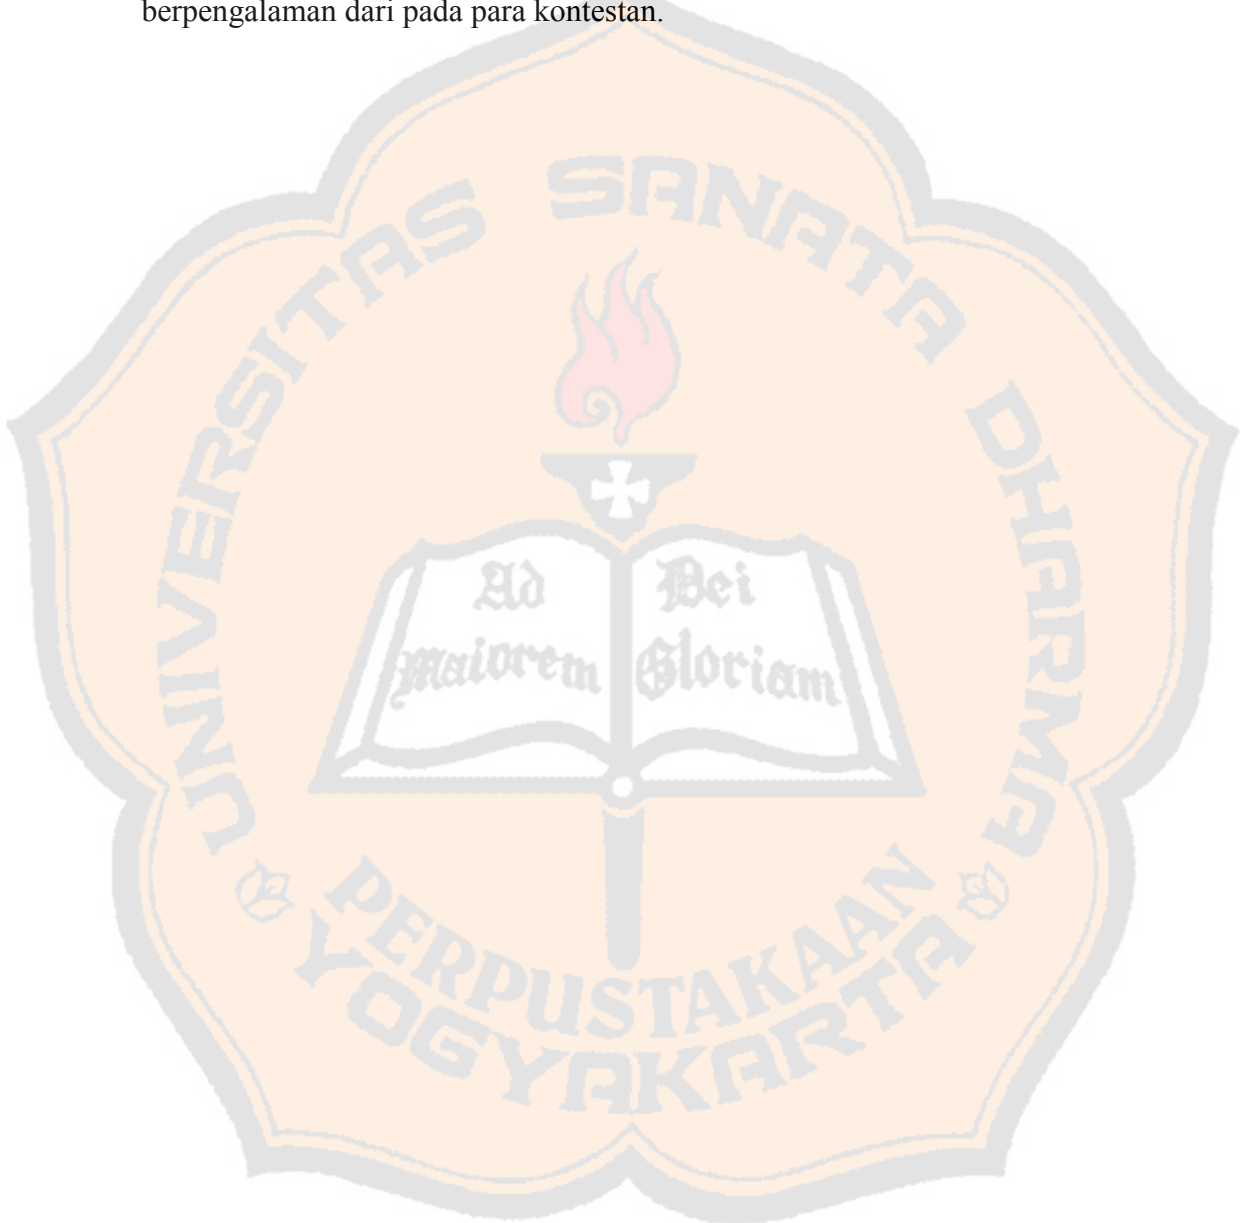 berpengalaman dari pada para kontestan.
UNIVERSITAS SANATA DHARMA
Ad Dei
Maiorem Gloriam
PERPUSTAKAAN
YOGYAKARTA